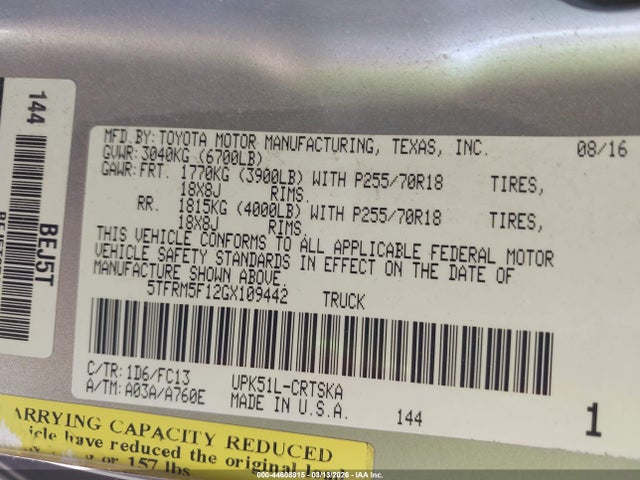 144
BEJ5T
MFD.BY: TOYOTA MOTOR MANUFACTURING, TEXAS, INC. 08/16
GVWR: 3040KG (6700LB)
GAWR: FRT. 1770KG (3900LB) WITH P255/70R18 TIRES,
18X8J RIMS.
RR. 1815KG (4000LB) WITH P255/70R18 TIRES,
18X8J RIMS.
THIS VEHICLE CONFORMS TO ALL APPLICABLE FEDERAL MOTOR
VEHICLE SAFETY STANDARDS IN EFFECT ON THE DATE OF
MANUFACTURE SHOWN ABOVE.
5TFRM5F12GX109442 TRUCK
C/TR: 1D6/FC13 UPK51L-CRTSKA
A/TM: A03A/A760E MADE IN U.S.A. 144 1
ARRYING CAPACITY REDUCED
icle have reduced the original
or 157 lbs
©00-44608915 - 03/13/2026 - IAAI